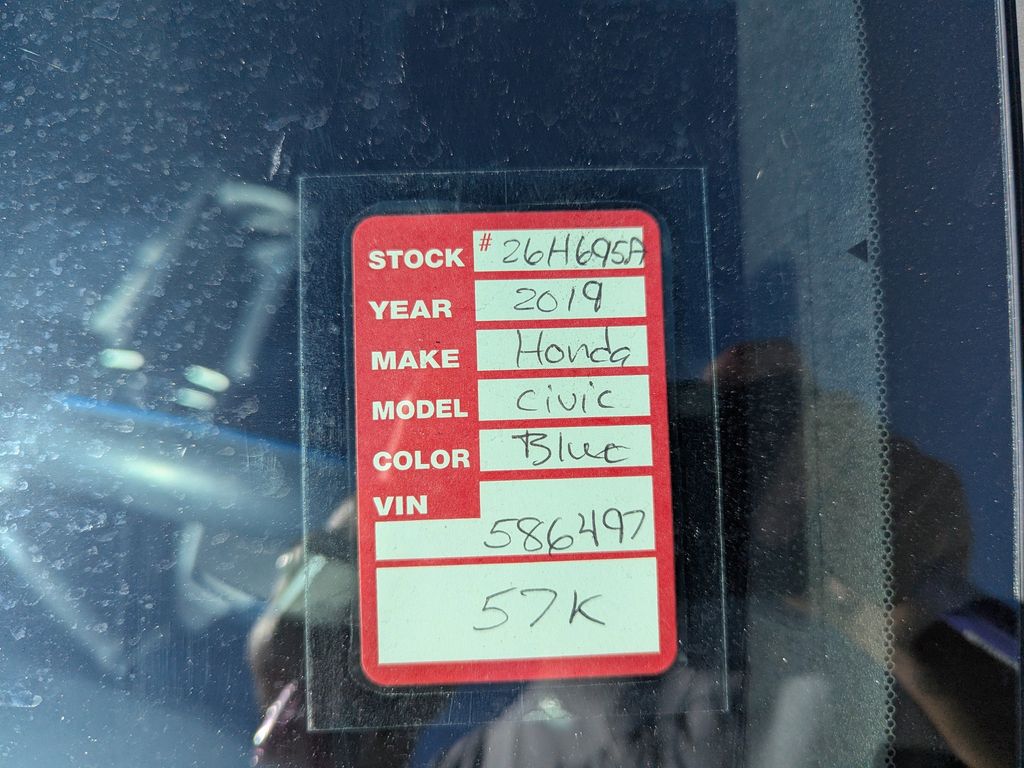 STOCK # 26H695A
YEAR 2019
MAKE Honda
MODEL Civic
COLOR Blue
VIN
586497
57K